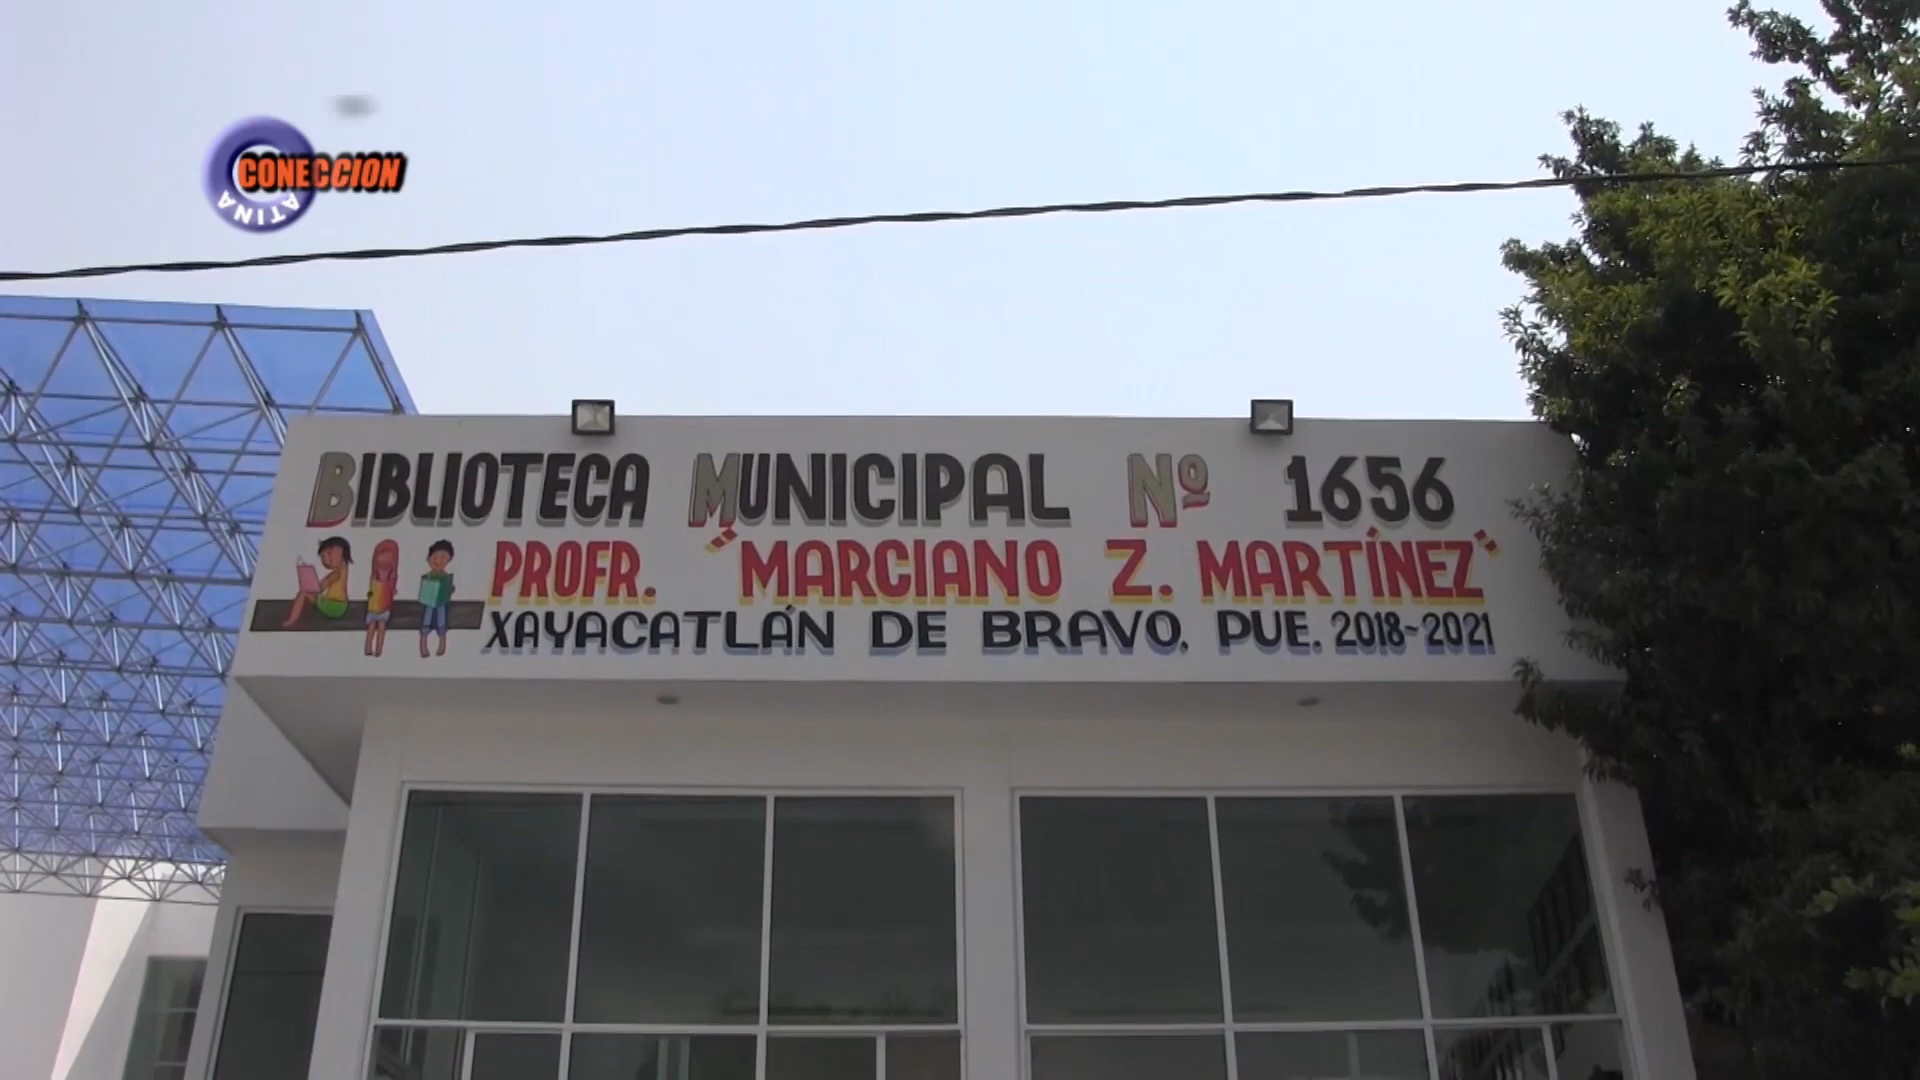 CONECCION
ATINA
BIBLIOTECA MUNICIPAL Nº 1656
PROFR. "MARCIANO Z. MARTÍNEZ"
XAYACATLÁN DE BRAVO, PUE. 2018-2021